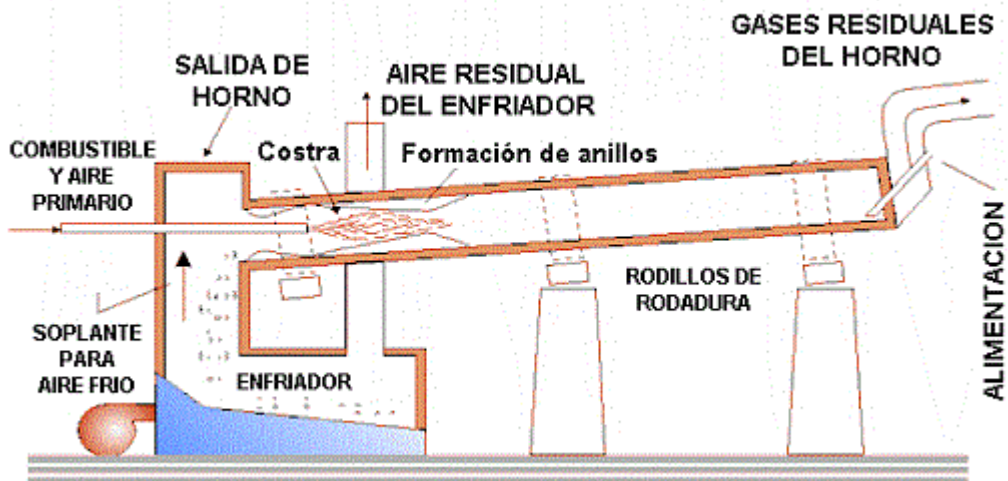 GASES RESIDUALES
DEL HORNO
SALIDA DE
HORNO
AIRE RESIDUAL
DEL ENFRIADOR
COMBUSTIBLE
Y AIRE
PRIMARIO
Costra
Formación de anillos
RODILLOS DE
RODADURA
ALIMENTACION
SOPLANTE
PARA
AIRE FRIO
ENFRIADOR